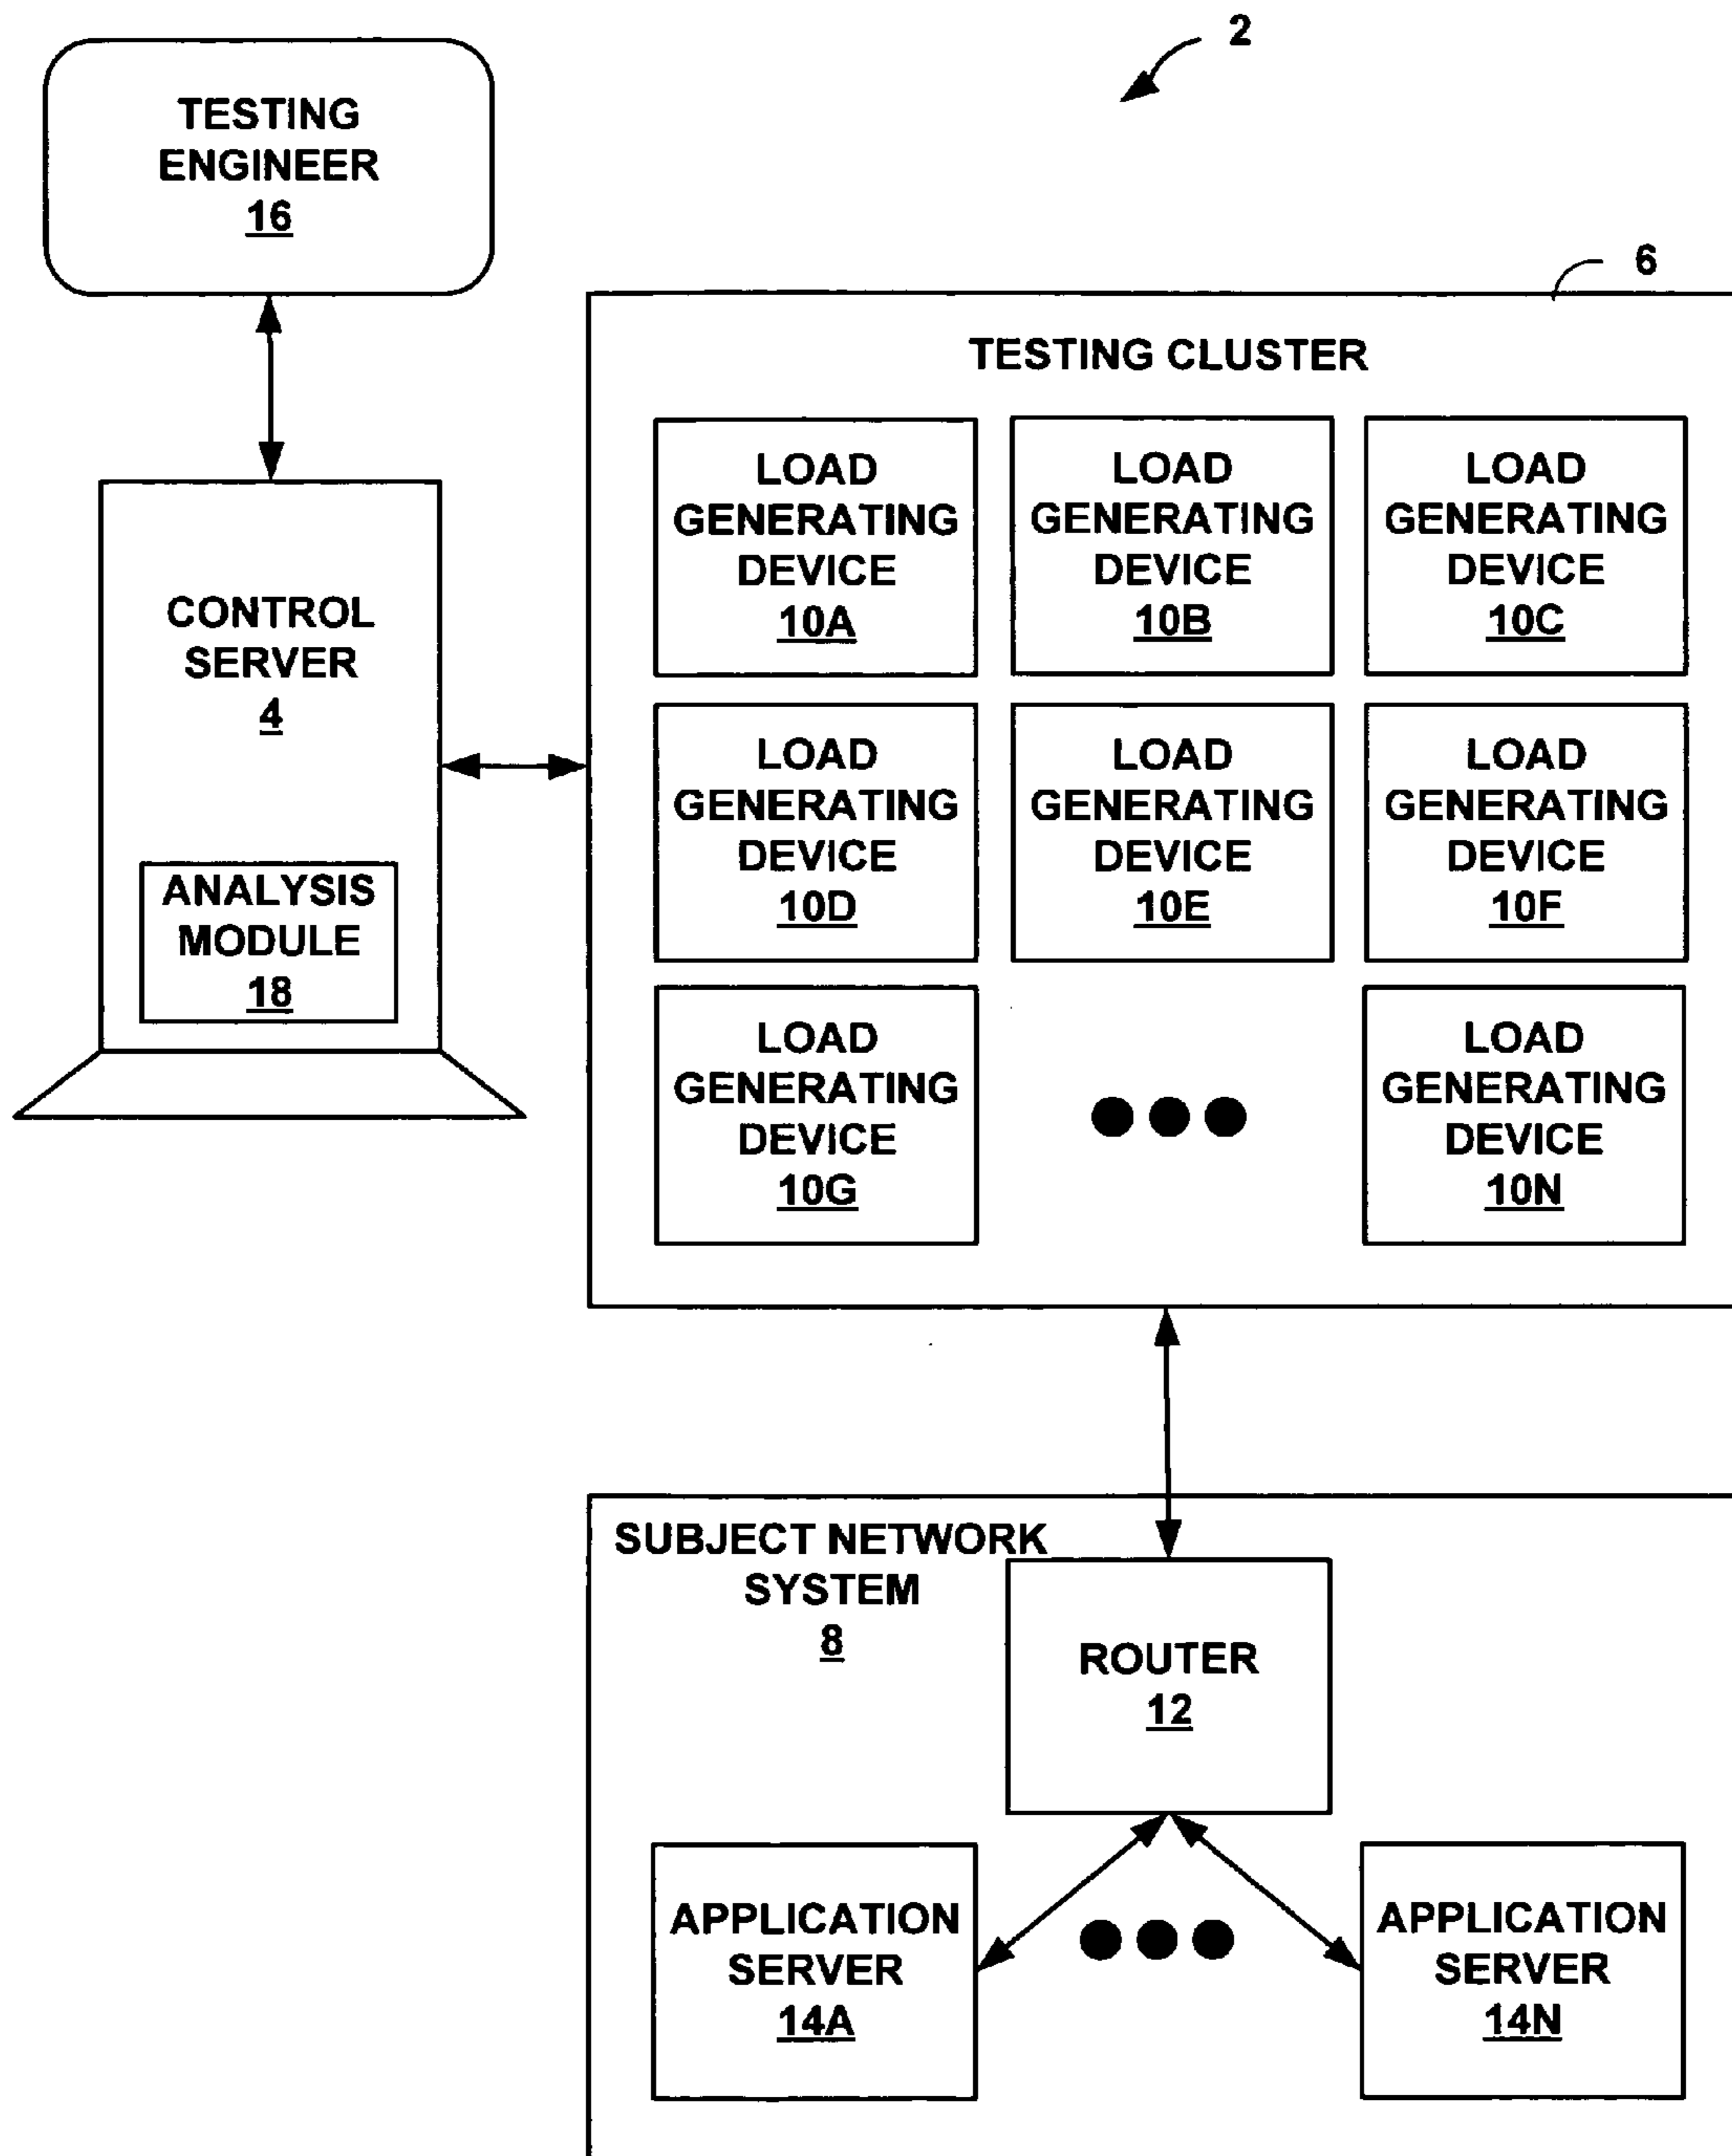 2
TESTING
ENGINEER
16
6
TESTING CLUSTER
LOAD
GENERATING
DEVICE
10A
LOAD
GENERATING
DEVICE
10B
LOAD
GENERATING
DEVICE
10C
CONTROL
SERVER
4
ANALYSIS
MODULE
18
LOAD
GENERATING
DEVICE
10D
LOAD
GENERATING
DEVICE
10E
LOAD
GENERATING
DEVICE
10F
LOAD
GENERATING
DEVICE
10G
LOAD
GENERATING
DEVICE
10N
SUBJECT NETWORK
SYSTEM
8
ROUTER
12
APPLICATION
SERVER
14A
APPLICATION
SERVER
14N